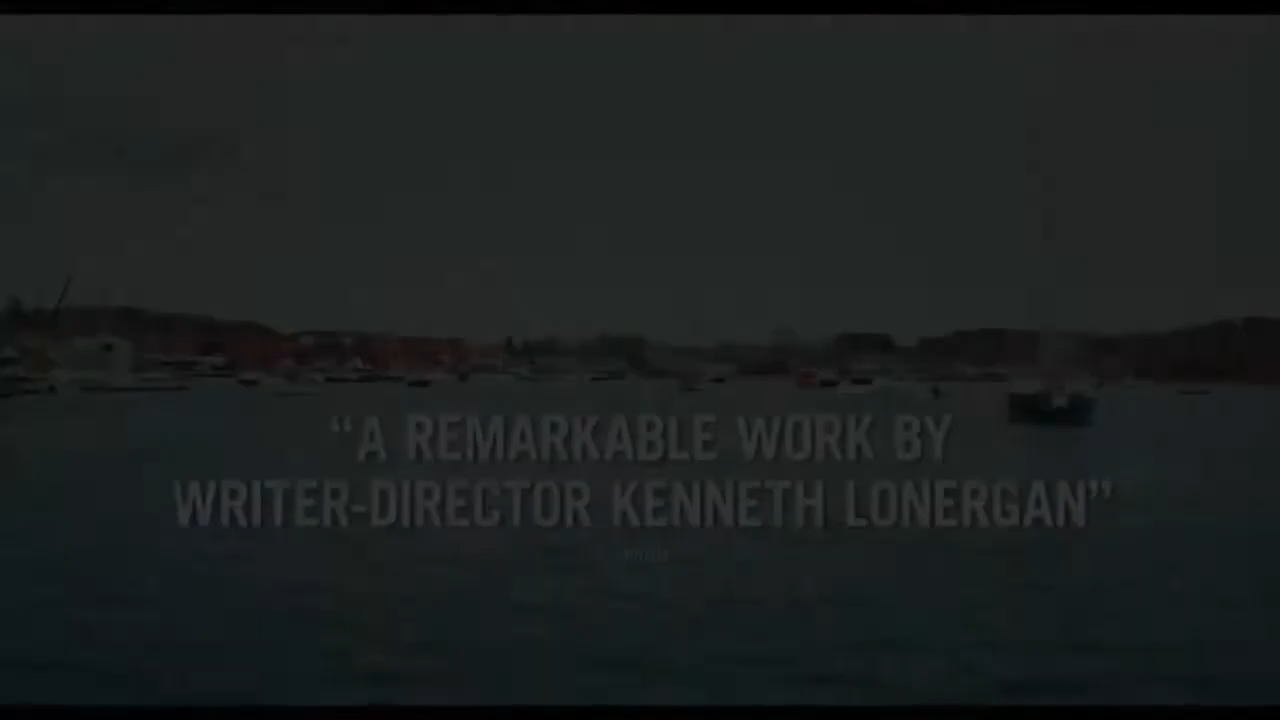 “A REMARKABLE WORK BY
WRITER-DIRECTOR KENNETH LONERGAN”